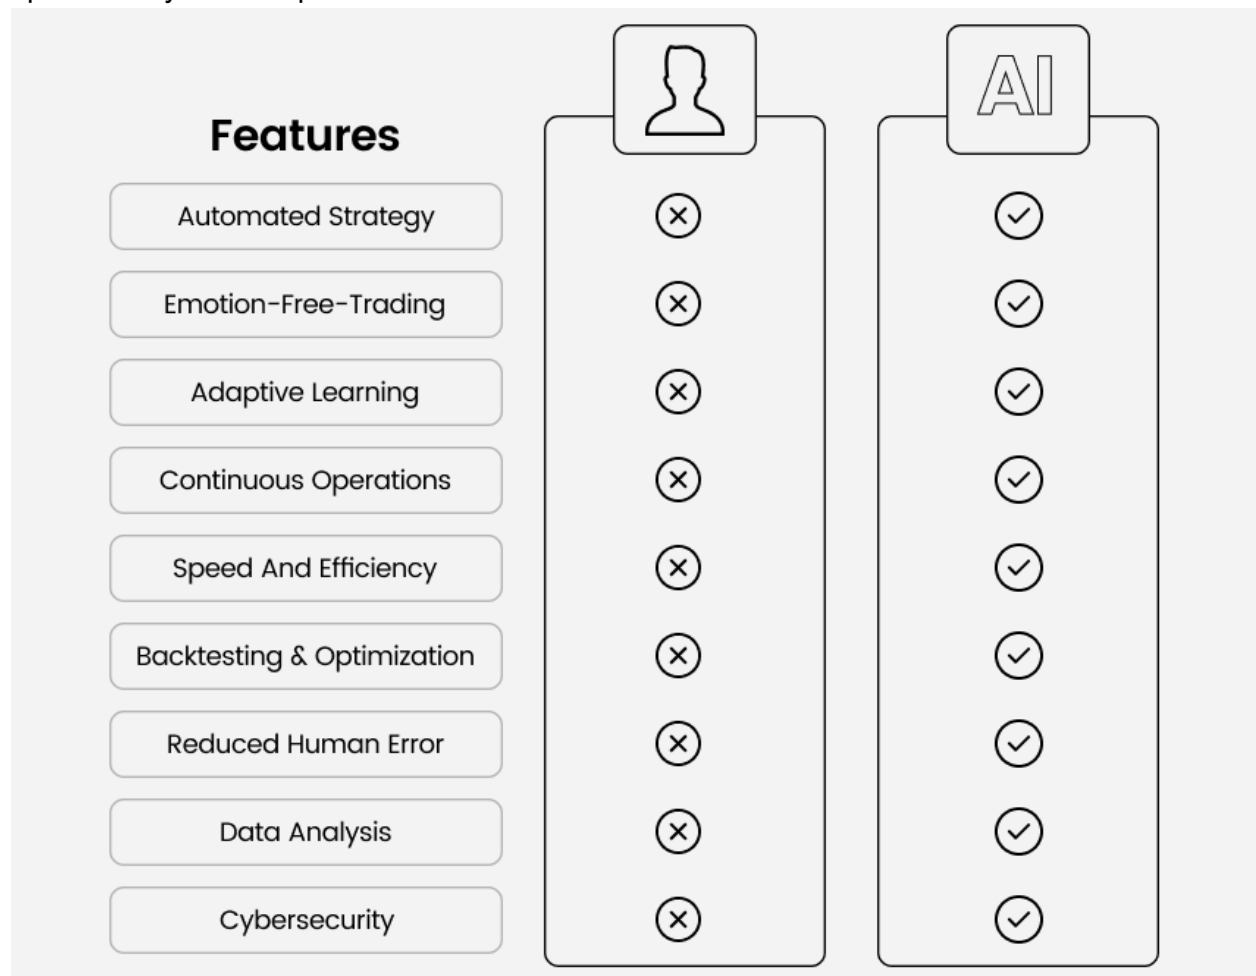 AI
Features
Automated Strategy
Emotion-Free-Trading
Adaptive Learning
Continuous Operations
Speed And Efficiency
Backtesting & Optimization
Reduced Human Error
Data Analysis
Cybersecurity